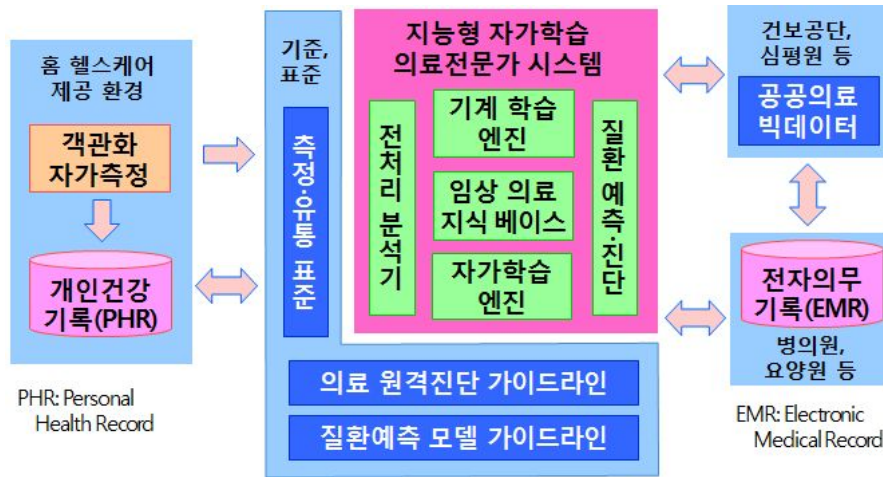 홈 헬스케어
제공 환경
객관화
자가측정
개인건강
기록(PHR)
PHR: Personal
Health Record
기준,
표준
측정·유통 표준
지능형 자가학습
의료전문가 시스템
전처리 분석기
기계 학습
엔진
임상 의료
지식 베이스
자가학습
엔진
질환 예측·진단
의료 원격진단 가이드라인
질환예측 모델 가이드라인
건보공단,
심평원 등
공공의료
빅데이터
전자의무
기록(EMR)
병의원,
요양원 등
EMR: Electronic
Medical Record